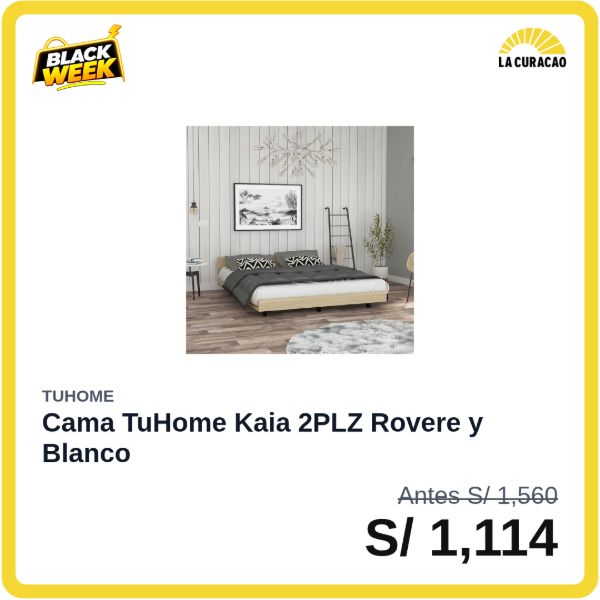 BLACK
WEEK
LA CURACAO
TUHOME
Cama TuHome Kaia 2PLZ Rovere y
Blanco
Antes S/ 1,560
S/ 1,114